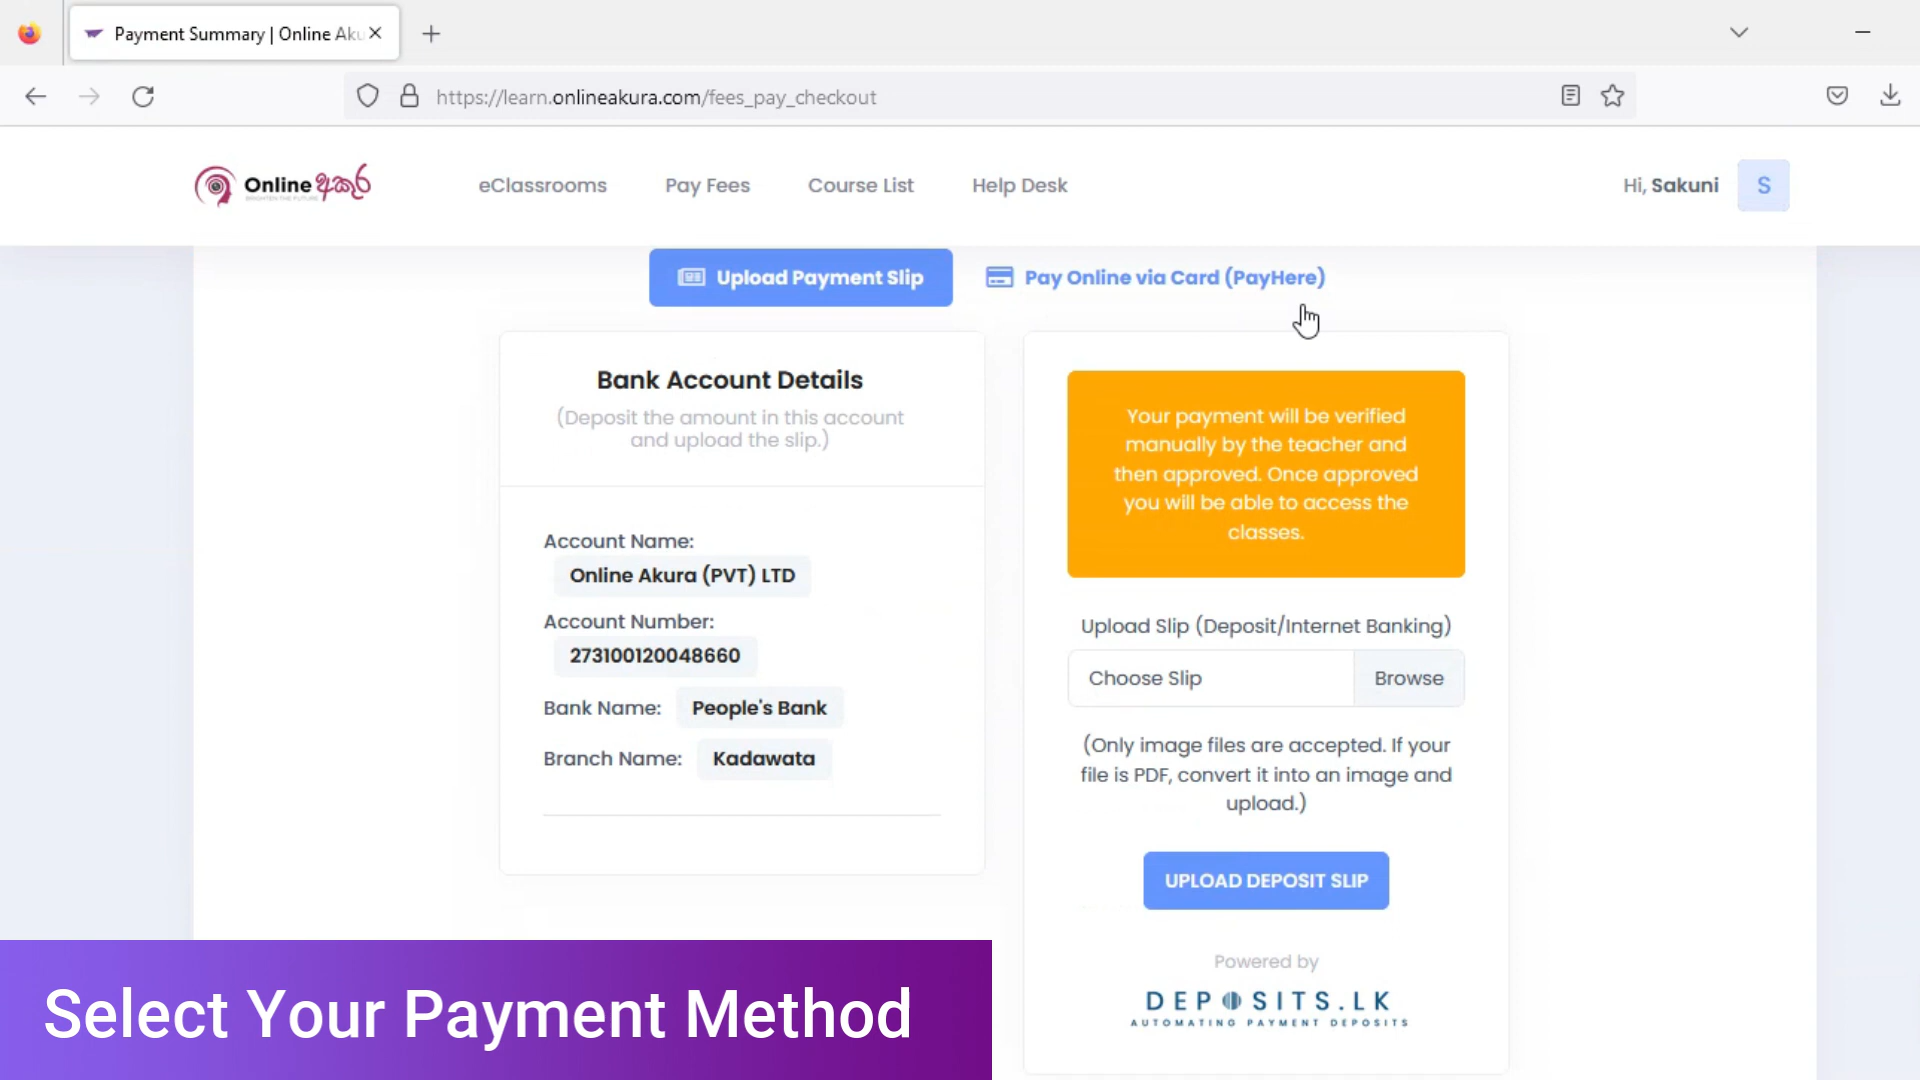 Payment Summary | Online Aku
https://learn.onlineakura.com/fees_pay_checkout
Online අකුර
BRIGHTEN THE FUTURE
eClassrooms
Pay Fees
Course List
Help Desk
Hi, Sakuni
S
Upload Payment Slip
Pay Online via Card (PayHere)
Bank Account Details
(Deposit the amount in this account
and upload the slip.)
Account Name:
Online Akura (PVT) LTD
Account Number:
273100120048660
Bank Name: People's Bank
Branch Name: Kadawata
Your payment will be verified
manually by the teacher and
then approved. Once approved
you will be able to access the
classes.
Upload Slip (Deposit/Internet Banking)
Choose Slip
Browse
(Only image files are accepted. If your
file is PDF, convert it into an image and
upload.)
UPLOAD DEPOSIT SLIP
Powered by
DEPOSITS.LK
AUTOMATING PAYMENT DEPOSITS
Select Your Payment Method